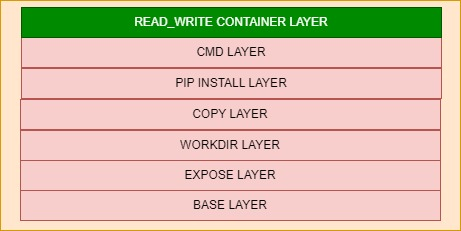 READ_WRITE CONTAINER LAYER
CMD LAYER
PIP INSTALL LAYER
COPY LAYER
WORKDIR LAYER
EXPOSE LAYER
BASE LAYER